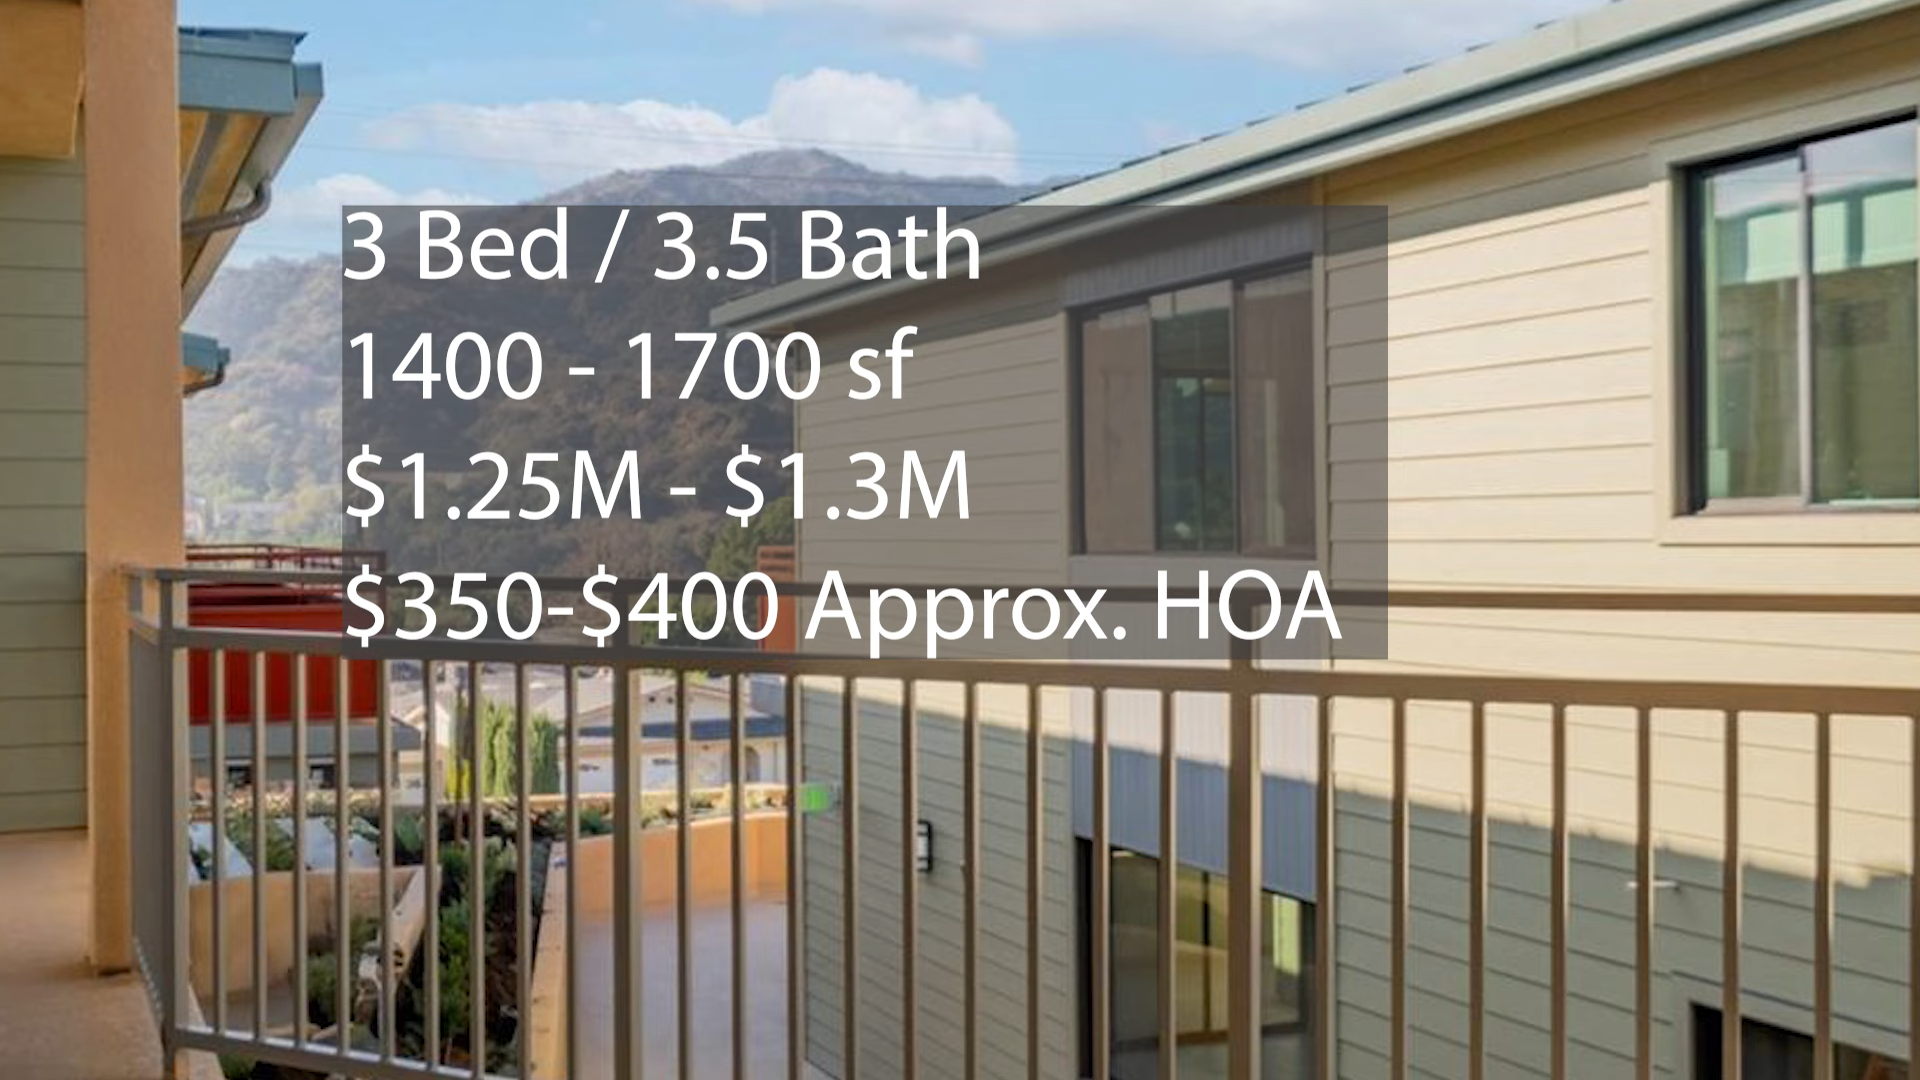 3 Bed / 3.5 Bath
1400 - 1700 sf
$1.25M - $1.3M
$350-$400 Approx. HOA